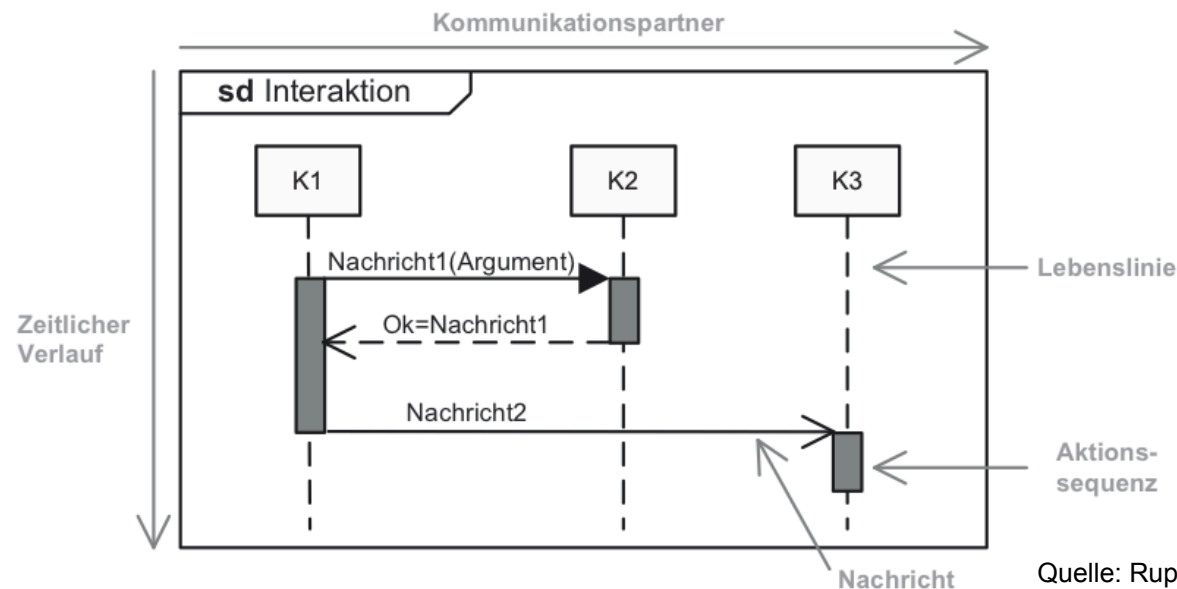 Kommunikationspartner
sd Interaktion
K1
K2
K3
Nachricht1(Argument)
Lebenslinie
Zeitlicher
Verlauf
Ok=Nachricht1
Nachricht2
Aktions-
sequenz
Nachricht
Quelle: Rup